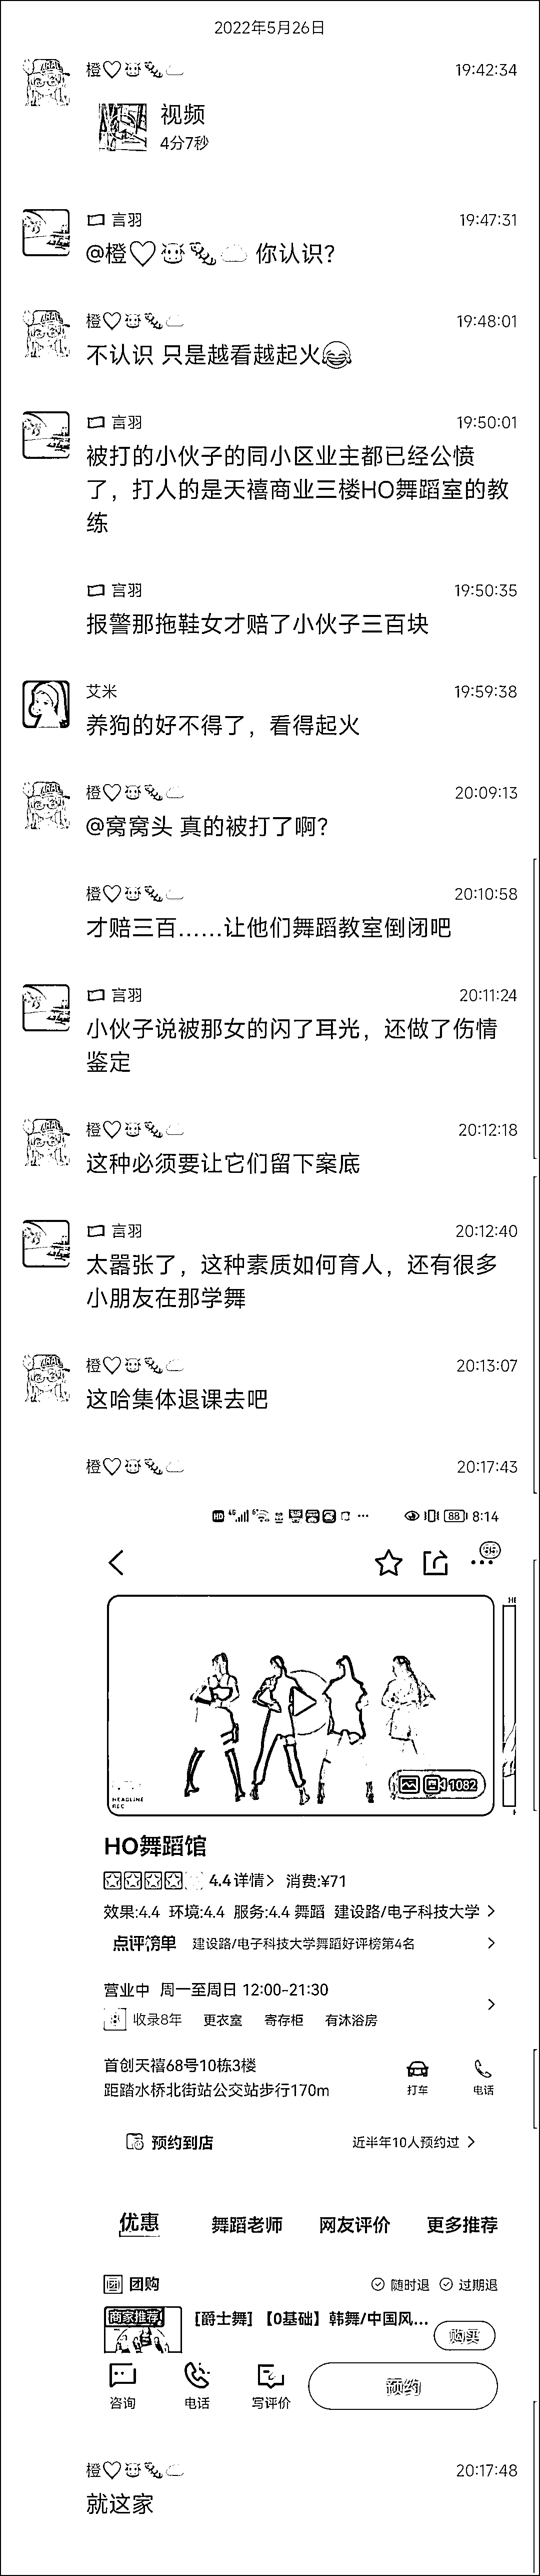 2022年5月26日
橙♡ 19:42:34
视频
4分7秒
言羽 19:47:31
@橙♡ 你认识?
橙♡ 19:48:01
不认识 只是越看越起火😂
言羽 19:50:01
被打的小伙子的同小区业主都已经公愤
了，打人的是天禧商业三楼HO舞蹈室的教
练
言羽 19:50:35
报警那拖鞋女才赔了小伙子三百块
艾米 19:59:38
养狗的好不得了，看得起火
橙♡ 20:09:13
@窝窝头 真的被打了啊?
橙♡ 20:10:58
才赔三百……让他们舞蹈教室倒闭吧
言羽 20:11:24
小伙子说被那女的闪了耳光，还做了伤情
鉴定
橙♡ 20:12:18
这种必须要让它们留下案底
言羽 20:12:40
太嚣张了，这种素质如何育人，还有很多
小朋友在那学舞
橙♡ 20:13:07
这哈集体退课去吧
橙♡ 20:17:43
HD 4G 88 8:14
1082
HEADLINE
REC
HO舞蹈馆
4.4 详情> 消费:¥71
效果:4.4 环境:4.4 服务:4.4 舞蹈 建设路/电子科技大学 >
点评榜单 建设路/电子科技大学舞蹈好评榜第4名 >
营业中 周一至周日 12:00-21:30
收录8年 更衣室 寄存柜 有沐浴房 >
首创天禧68号10栋3楼
距踏水桥北街站公交站步行170m
打车 电话
预约到店 近半年10人预约过 >
优惠 舞蹈老师 网友评价 更多推荐
团购 随时退 过期退
商家推荐 [爵士舞] 【0基础】韩舞/中国风...
购买
咨询 电话 写评价 预约
橙♡ 20:17:48
就这家